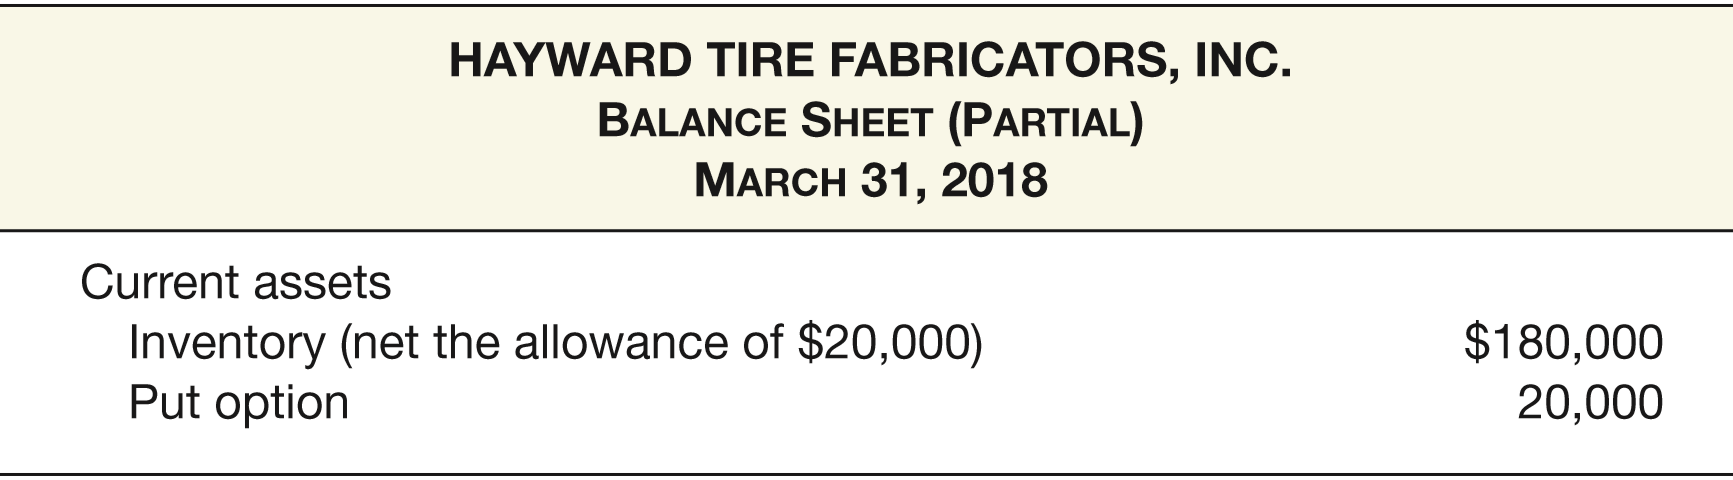 HAYWARD TIRE FABRICATORS, INC.
BALANCE SHEET (PARTIAL)
MARCH 31, 2018
Current assets
Inventory (net the allowance of $20,000) $180,000
Put option 20,000